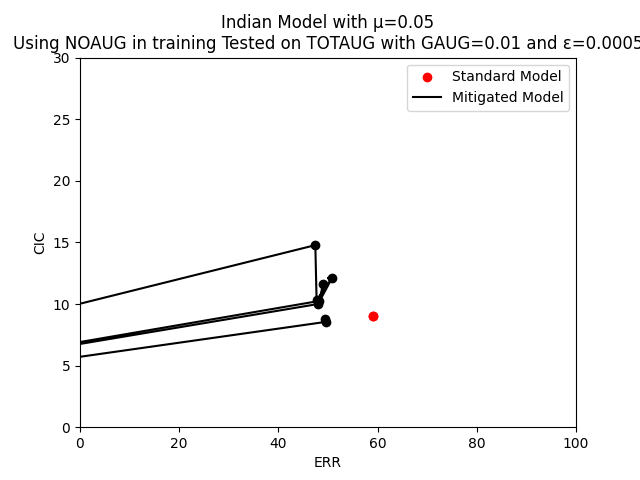 Indian Model with μ=0.05
Using NOAUG in training Tested on TOTAUG with GAUG=0.01 and ε=0.0005
30
25
20
15
10
5
0
CIC
Standard Model
Mitigated Model
0 20 40 60 80 100
ERR